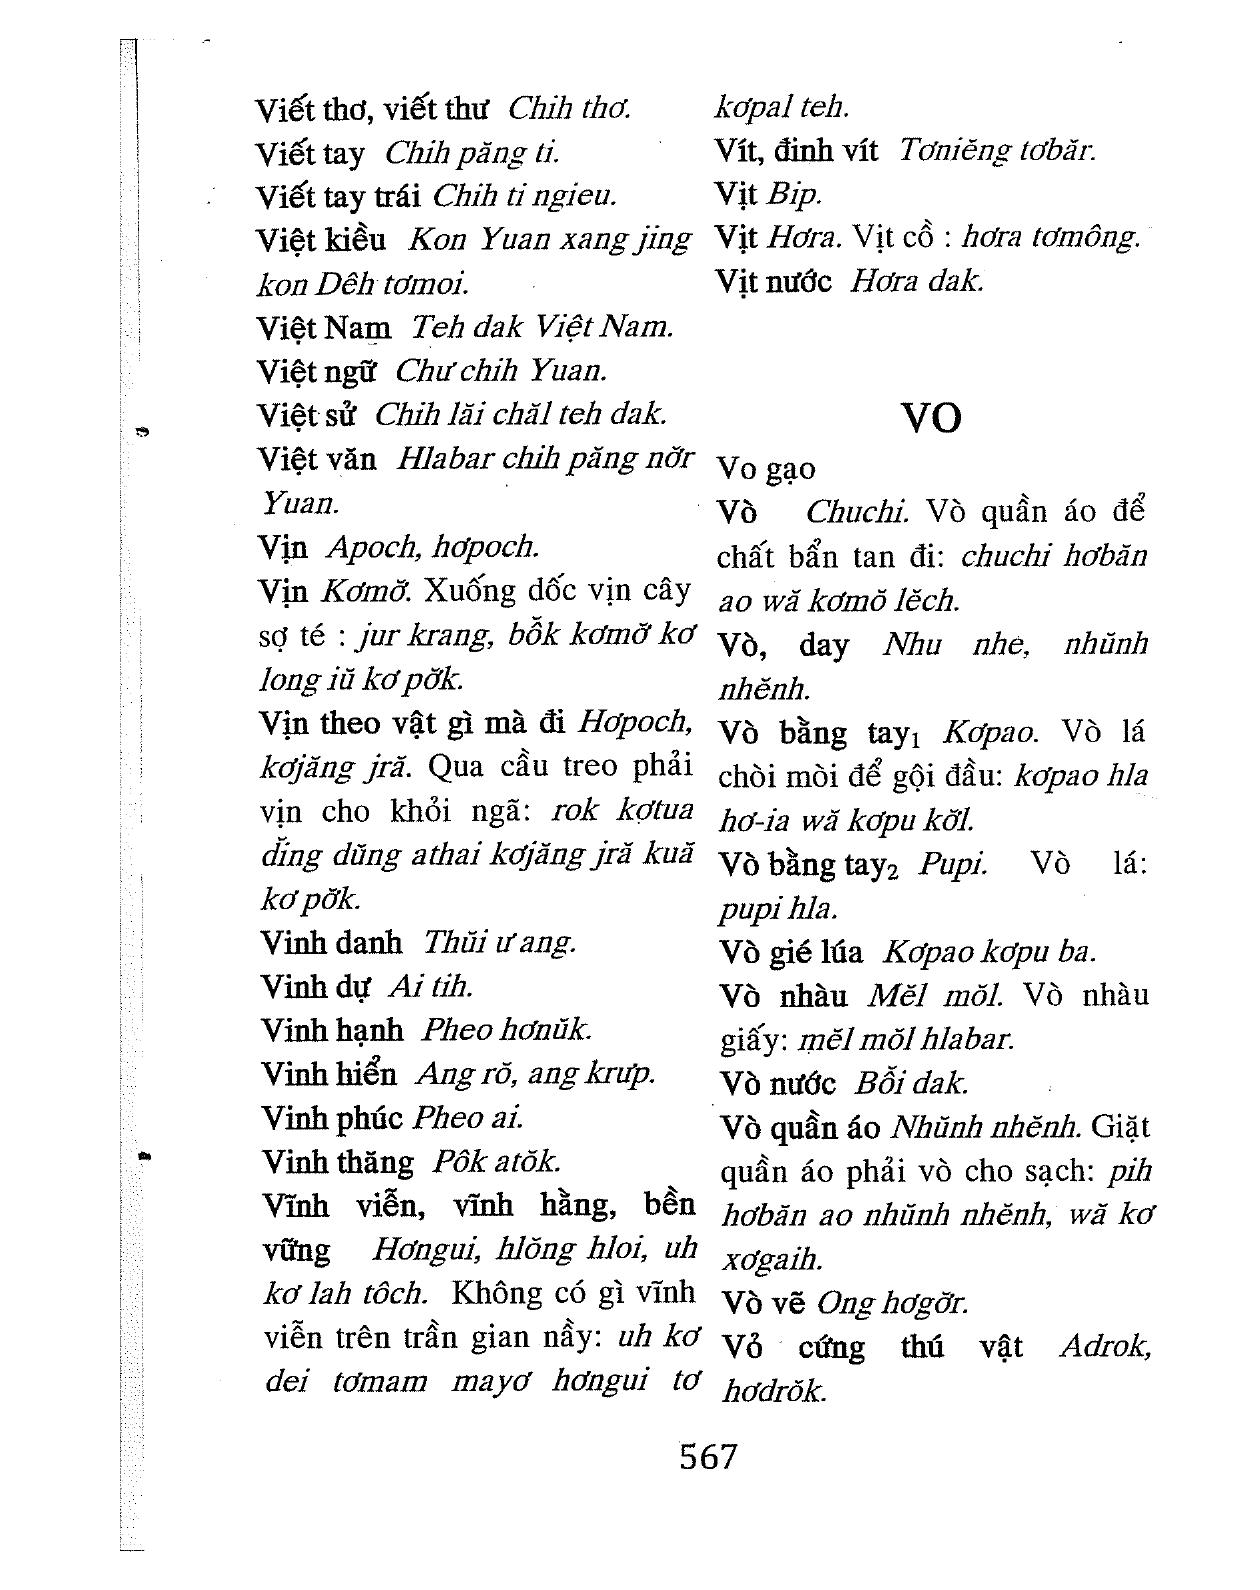 Viết thơ, viết thư Chih thơ.
Viết tay Chih păng ti.
Viết tay trái Chih ti ngieu.
Việt kiều Kon Yuan xang jing
kon Dêh tơmoi.
Việt Nam Teh dak Việt Nam.
Việt ngữ Chư chih Yuan.
Việt sử Chih lăi chăl teh dak.
Việt văn Hlabar chih păng nơ̆r
Yuan.
Vịn Apoch, hơpoch.
Vịn Kơmơ̆. Xuống dốc vịn cây
sợ té : jur krang, bô̆k kơmơ̆ kơ
long iŭ kơ pơ̆k.
Vịn theo vật gì mà đi Hơpoch,
kơjăng jră. Qua cầu treo phải
vịn cho khỏi ngã: rok kơtua
dĭng dŭng athai kơjăng jră kuă
kơ pơ̆k.
Vinh danh Thŭi ư ang.
Vinh dự Ai tih.
Vinh hạnh Pheo hơnŭk.
Vinh hiển Ang rŏ, ang krưp.
Vinh phúc Pheo ai.
Vinh thăng Pôk atŏk.
Vĩnh viễn, vĩnh hằng, bền
vững Hơngui, hlŏng hloi, uh
kơ lah tôch. Không có gì vĩnh
viễn trên trần gian nầy: uh kơ
dei tơmam mayơ hơngui tơ
kơpal teh.
Vít, đinh vít Tơniĕng tơbăr.
Vịt Bip.
Vịt Hơra. Vịt cồ : hơra tơmông.
Vịt nước Hơra dak.
VO
Vo gạo
Vò Chuchi. Vò quần áo để
chất bẩn tan đi: chuchi hơbăn
ao wă kơmŏ lĕch.
Vò, day Nhu nhe, nhŭnh
nhĕnh.
Vò bằng tay₁ Kơpao. Vò lá
chòi mòi để gội đầu: kơpao hla
hơ-ia wă kơpu kơ̆l.
Vò bằng tay₂ Pupi. Vò lá:
pupi hla.
Vò gié lúa Kơpao kơpu ba.
Vò nhàu Mĕl mŏl. Vò nhàu
giấy: mĕl mŏl hlabar.
Vò nước Bô̆i dak.
Vò quần áo Nhŭnh nhĕnh. Giặt
quần áo phải vò cho sạch: pih
hơbăn ao nhŭnh nhĕnh, wă kơ
xơgaih.
Vò vẽ Ong hơgơ̆r.
Vỏ cứng thú vật Adrok,
hơdrŏk.
567